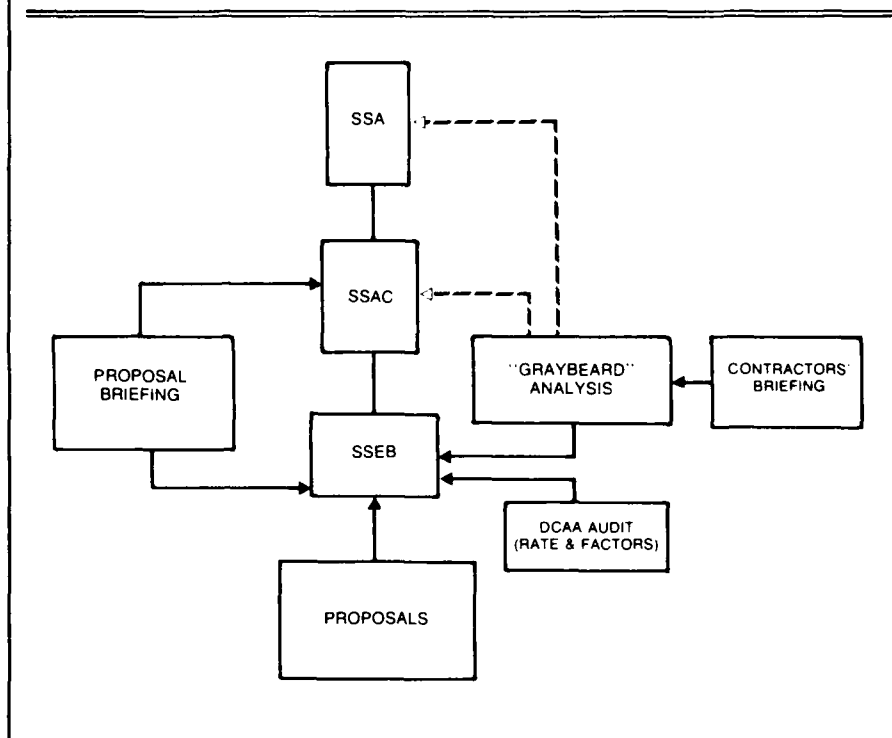 SSA
SSAC
PROPOSAL
BRIEFING
"GRAYBEARD"
ANALYSIS
CONTRACTORS'
BRIEFING
SSEB
DCAA AUDIT
(RATE & FACTORS)
PROPOSALS